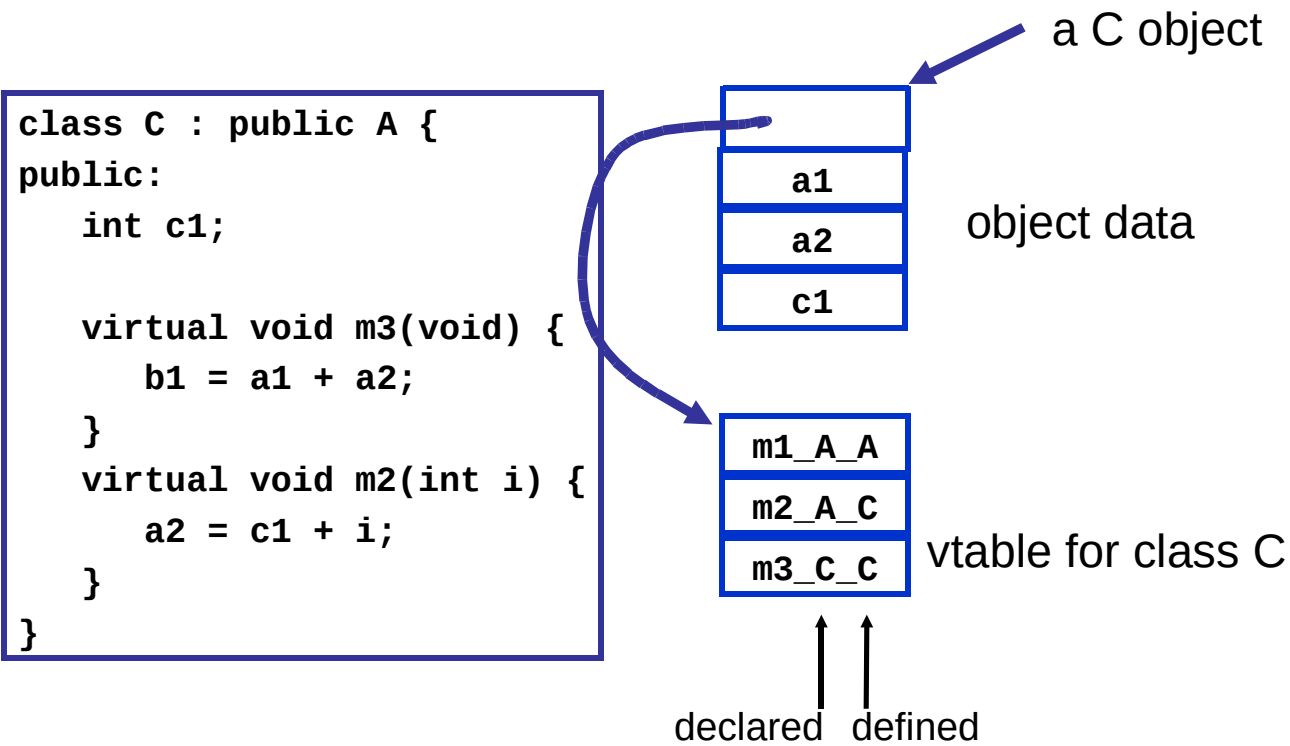 a C object
class C : public A {
public:
   int c1;

   virtual void m3(void) {
      b1 = a1 + a2;
   }
   virtual void m2(int i) {
      a2 = c1 + i;
   }
}
a1
a2
c1
object data
m1_A_A
m2_A_C
m3_C_C
vtable for class C
declared defined